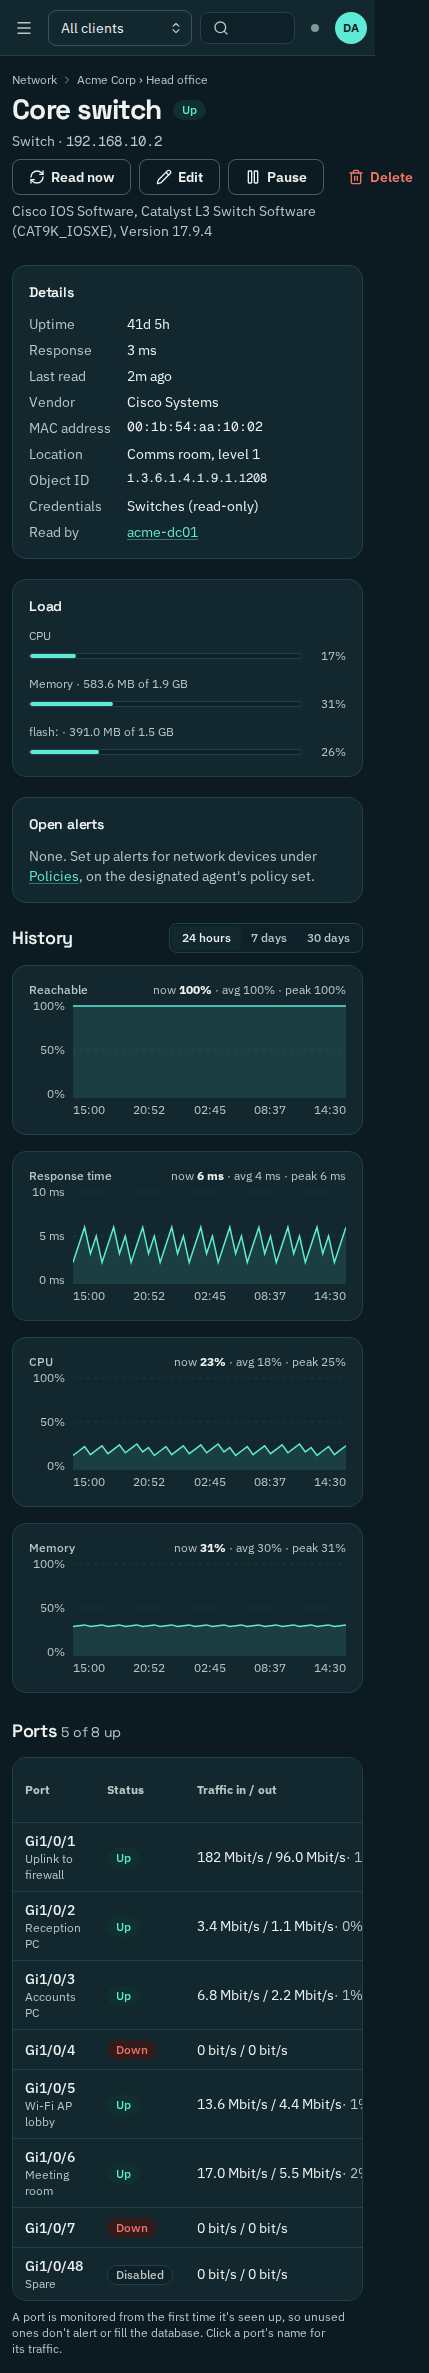 All clients
DA
Network > Acme Corp › Head office
Core switch Up
Switch · 192.168.10.2
Read now Edit Pause Delete
Cisco IOS Software, Catalyst L3 Switch Software
(CAT9K_IOSXE), Version 17.9.4
Details
Uptime 41d 5h
Response 3 ms
Last read 2m ago
Vendor Cisco Systems
MAC address 00:1b:54:aa:10:02
Location Comms room, level 1
Object ID 1.3.6.1.4.1.9.1.1208
Credentials Switches (read-only)
Read by acme-dc01
Load
CPU
17%
Memory · 583.6 MB of 1.9 GB
31%
flash: · 391.0 MB of 1.5 GB
26%
Open alerts
None. Set up alerts for network devices under
Policies, on the designated agent's policy set.
History 24 hours 7 days 30 days
Reachable now 100% · avg 100% · peak 100%
100%
50%
0%
15:00 20:52 02:45 08:37 14:30
Response time now 6 ms · avg 4 ms · peak 6 ms
10 ms
5 ms
0 ms
15:00 20:52 02:45 08:37 14:30
CPU now 23% · avg 18% · peak 25%
100%
50%
0%
15:00 20:52 02:45 08:37 14:30
Memory now 31% · avg 30% · peak 31%
100%
50%
0%
15:00 20:52 02:45 08:37 14:30
Ports 5 of 8 up
Port Status Traffic in / out
Gi1/0/1
Uplink to
firewall
Up 182 Mbit/s / 96.0 Mbit/s · 1
Gi1/0/2
Reception
PC
Up 3.4 Mbit/s / 1.1 Mbit/s · 0%
Gi1/0/3
Accounts
PC
Up 6.8 Mbit/s / 2.2 Mbit/s · 1%
Gi1/0/4 Down 0 bit/s / 0 bit/s
Gi1/0/5
Wi-Fi AP
lobby
Up 13.6 Mbit/s / 4.4 Mbit/s · 1%
Gi1/0/6
Meeting
room
Up 17.0 Mbit/s / 5.5 Mbit/s · 2%
Gi1/0/7 Down 0 bit/s / 0 bit/s
Gi1/0/48
Spare
Disabled 0 bit/s / 0 bit/s
A port is monitored from the first time it's seen up, so unused
ones don't alert or fill the database. Click a port's name for
its traffic.